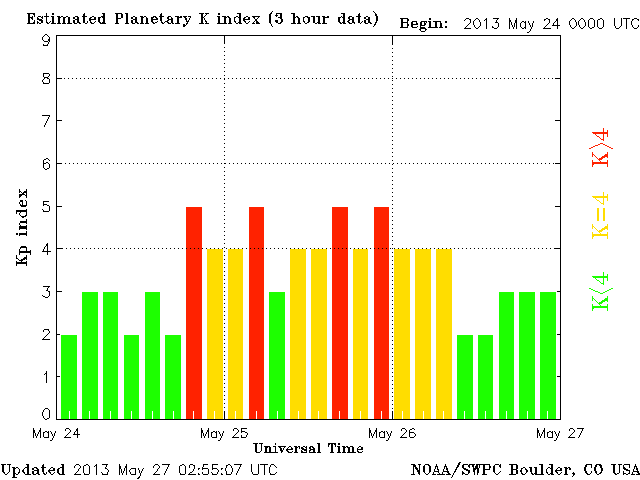 Estimated Planetary K index (3 hour data) Begin: 2013 May 24 0000 UTC
9
8
7
6
5
4
3
2
1
0
Kp index
K>4
K=4
K<4
May 24 May 25 May 26 May 27
Universal Time
Updated 2013 May 27 02:55:07 UTC NOAA/SWPC Boulder, CO USA